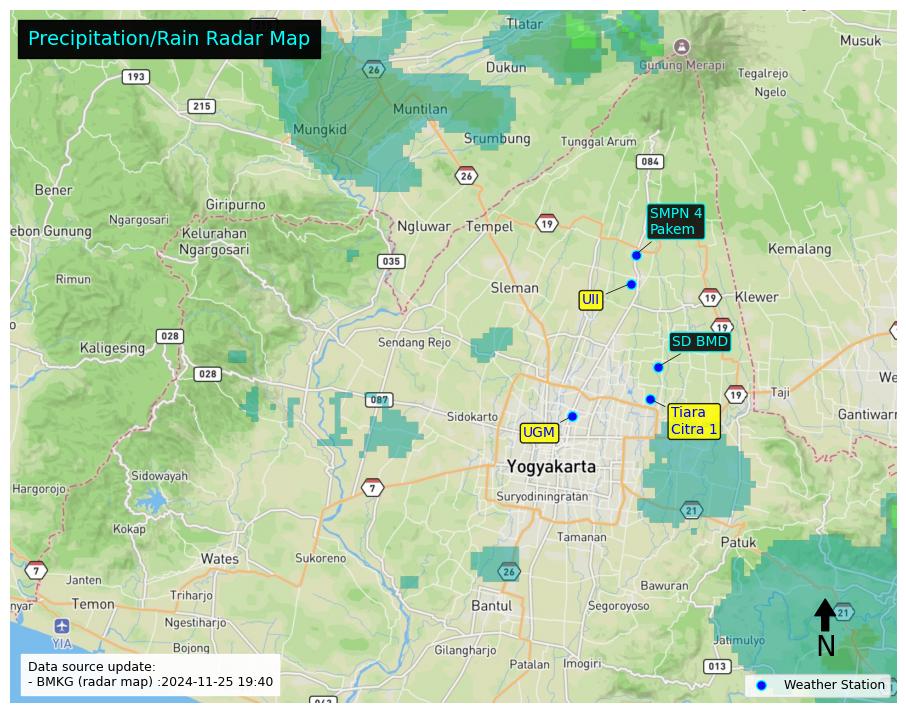 Precipitation/Rain Radar Map
Tlatar
Musuk
26
Dukun
Gunung Merapi
Tegalrejo
193
Ngelo
215
Muntilan
Mungkid
Srumbung
Tunggal Arum
084
26
Bener
Giripurno
SMPN 4
Pakem
Ngargosari
Ngluwar
Tempel
19
ebon Gunung
Kelurahan
Ngargosari
Kemalang
035
Rimun
Sleman
UII
19
Klewer
19
028
Sendang Rejo
SD BMD
Kaligesing
028
We
087
19
Taji
Sidokarto
Tiara
Citra 1
Gantiwarn
UGM
Yogyakarta
Sidowayah
7
Hargorojo
Suryodiningratan
21
Kokap
Tamanan
Patuk
Wates
Sukoreno
7
26
Janten
Bawuran
Triharjo
nyar
Temon
Bantul
Segoroyoso
21
Ngestiharjo
YIA
Jatimulyo
Bojong
Gilangharjo
N
Patalan
Imogiri
013
Data source update:
- BMKG (radar map) :2024-11-25 19:40
Weather Station